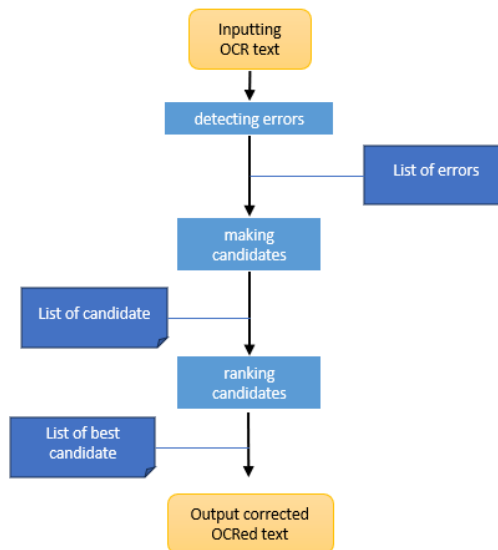 Inputting
OCR text
detecting errors
List of errors
making
candidates
List of candidate
ranking
candidates
List of best
candidate
Output corrected
OCRed text